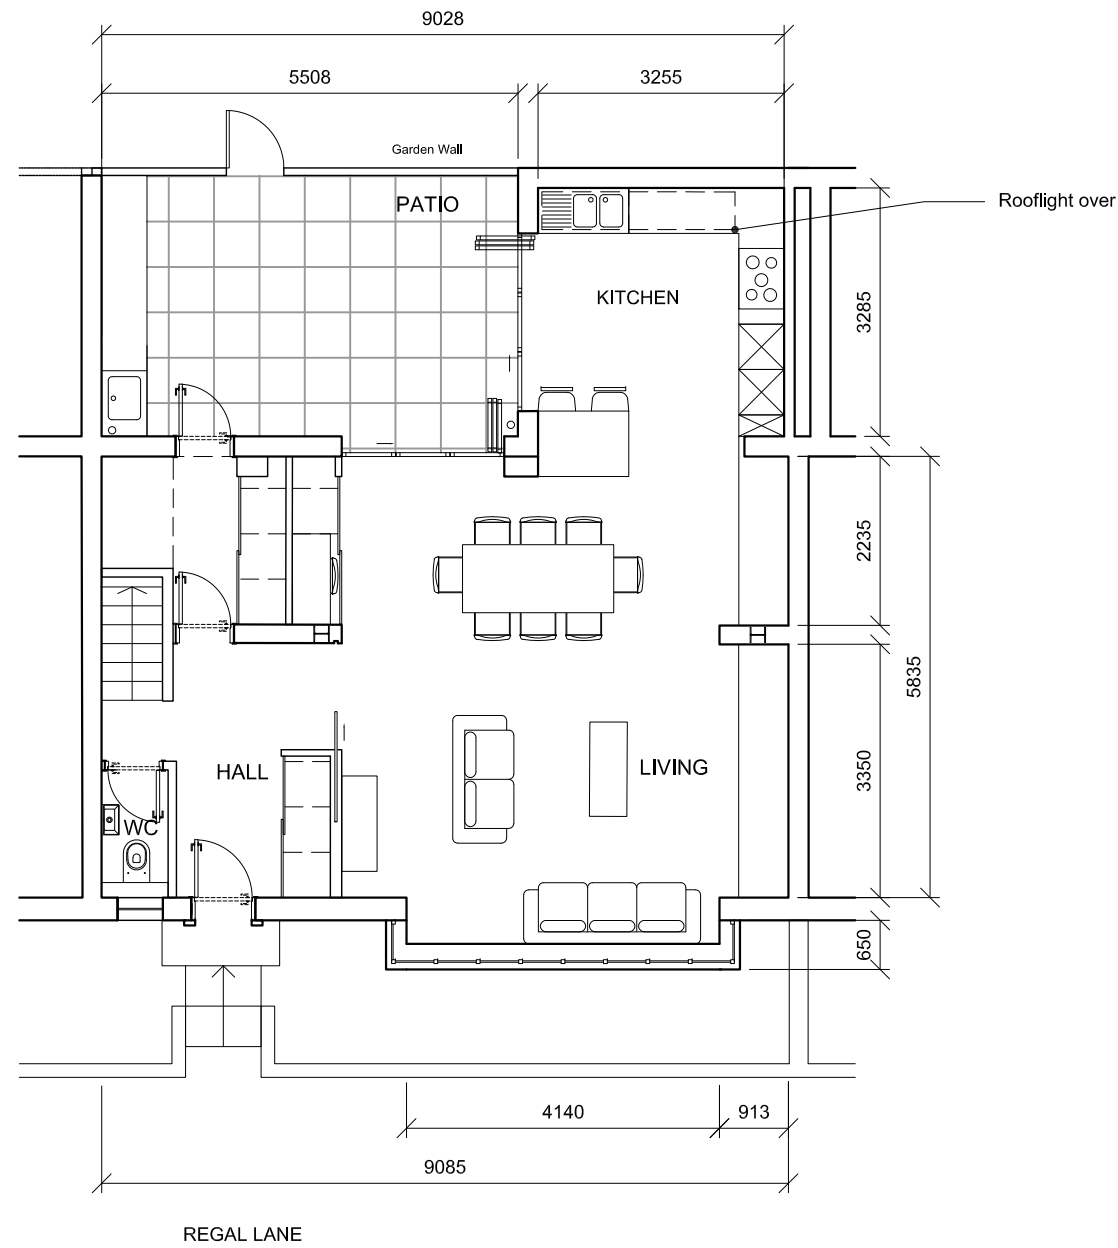 9028
5508
3255
Garden Wall
PATIO
Rooflight over
KITCHEN
3285
2235
5835
3350
HALL
LIVING
WC
650
4140
913
9085
REGAL LANE